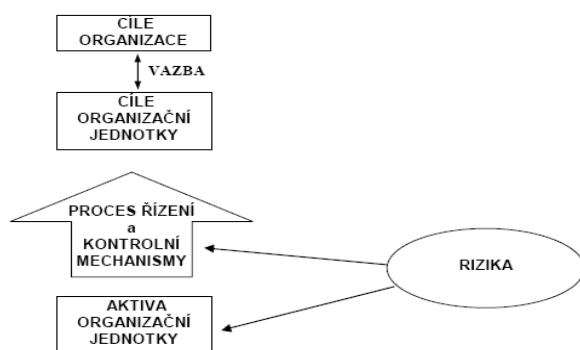 CÍLE
ORGANIZACE
VAZBA
CÍLE
ORGANIZAČNÍ
JEDNOTKY
PROCES ŘÍZENÍ
a
KONTROLNÍ
MECHANISMY
RIZIKA
AKTIVA
ORGANIZAČNÍ
JEDNOTKY